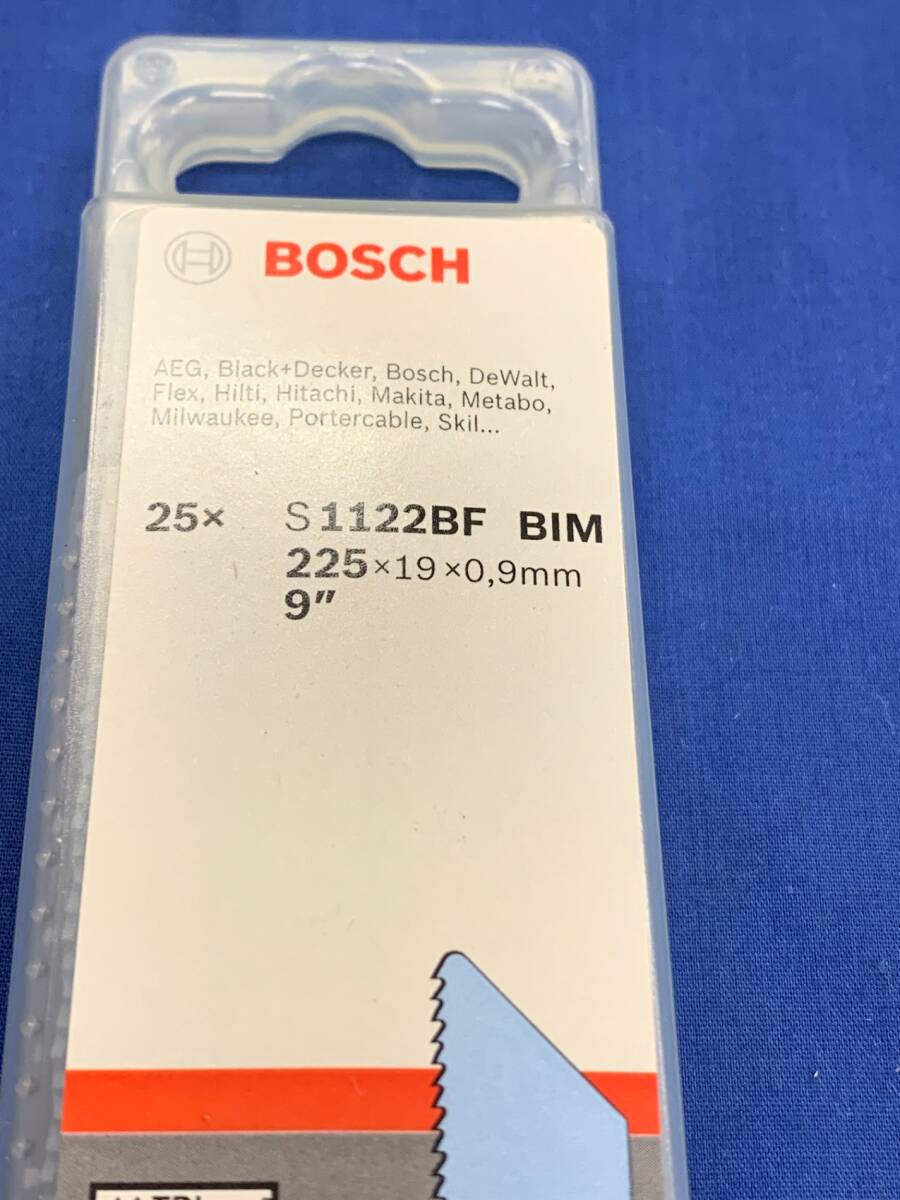 BOSCH
AEG, Black+Decker, Bosch, DeWalt,
Flex, Hilti, Hitachi, Makita, Metabo,
Milwaukee, Portercable, Skil...
25× S1122BF BIM
225×19×0,9mm
9″